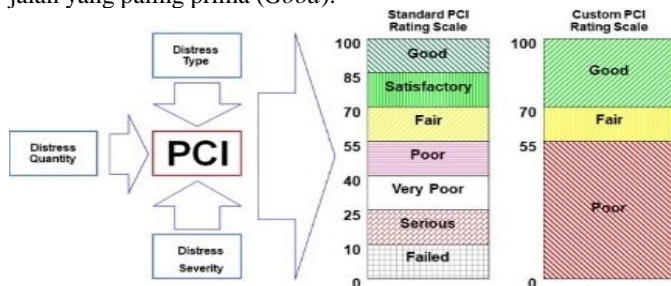 jalan yang paling prima (Good).
Distress
Type
Distress
Quantity
PCI
Distress
Severity
Standard PCI
Rating Scale
100
Good
85
Satisfactory
70
Fair
55
Poor
40
Very Poor
25
Serious
10
Failed
0
Custom PCI
Rating Scale
100
Good
70
Fair
55
Poor
0